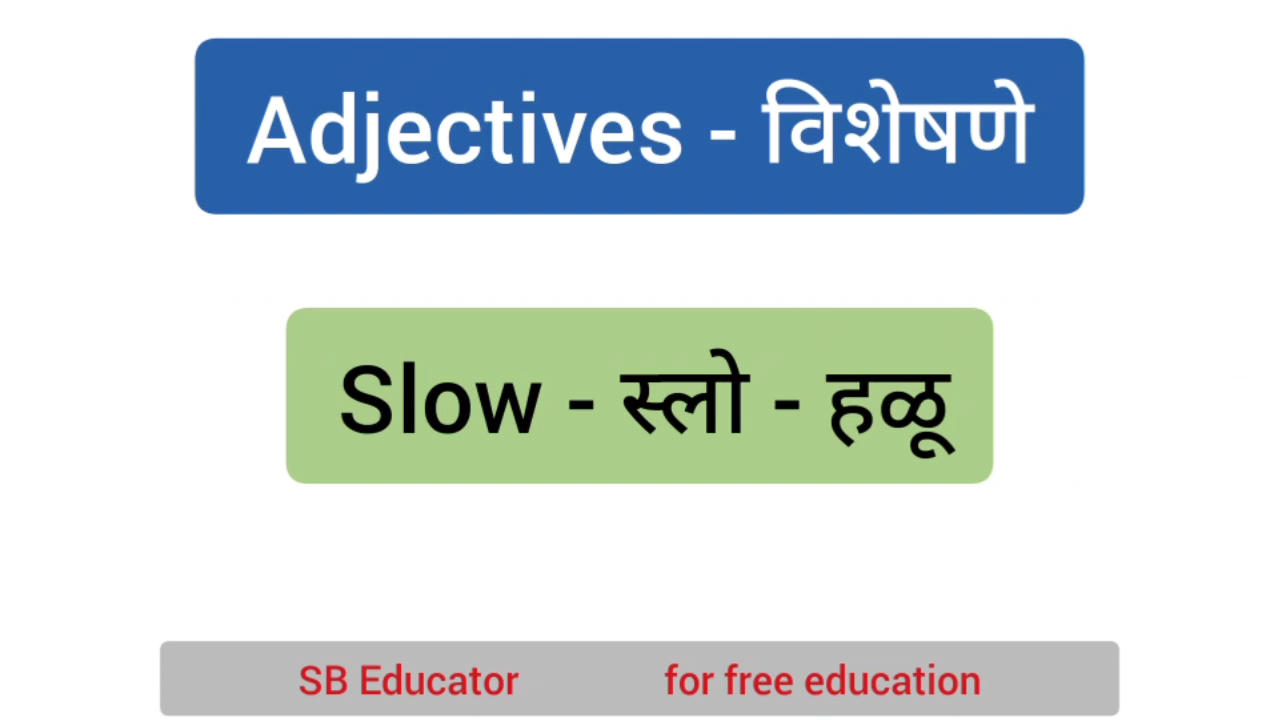 Adjectives - विशेषणे
Slow - स्लो - हळू
SB Educator for free education